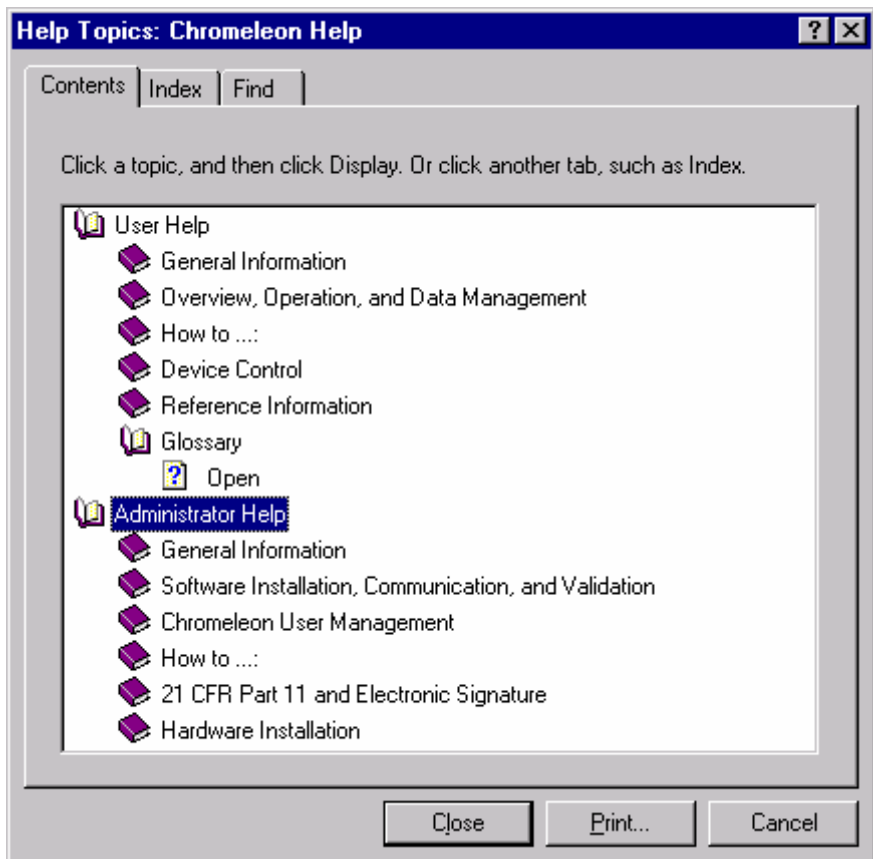 Help Topics: Chromeleon Help
Contents Index Find
Click a topic, and then click Display. Or click another tab, such as Index.
User Help
General Information
Overview, Operation, and Data Management
How to ...:
Device Control
Reference Information
Glossary
? Open
Administrator Help
General Information
Software Installation, Communication, and Validation
Chromeleon User Management
How to ...:
21 CFR Part 11 and Electronic Signature
Hardware Installation
Close Print... Cancel